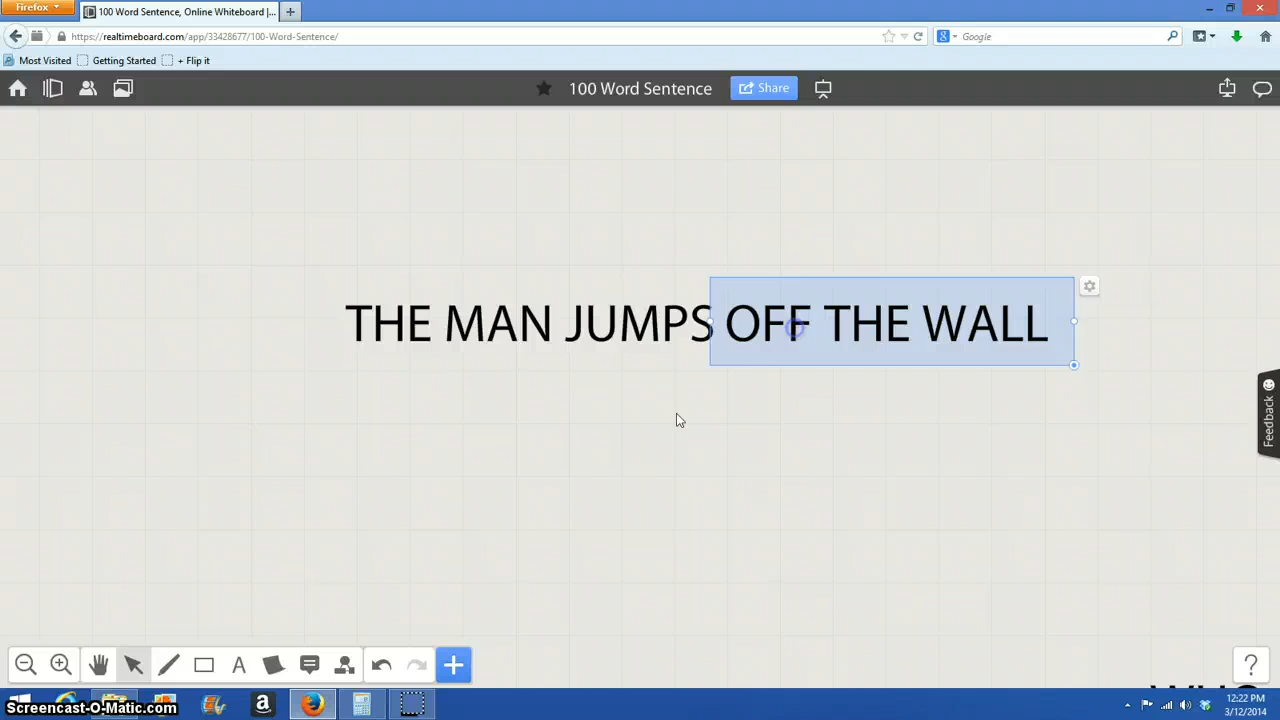 Firefox
100 Word Sentence, Online Whiteboard |...
https://realtimeboard.com/app/33428677/100-Word-Sentence/
Google
Most Visited
Getting Started
+ Flip it
100 Word Sentence
Share
THE MAN JUMPS OFF THE WALL
Feedback
A
?
12:22 PM
3/12/2014
Screencast-O-Matic.com